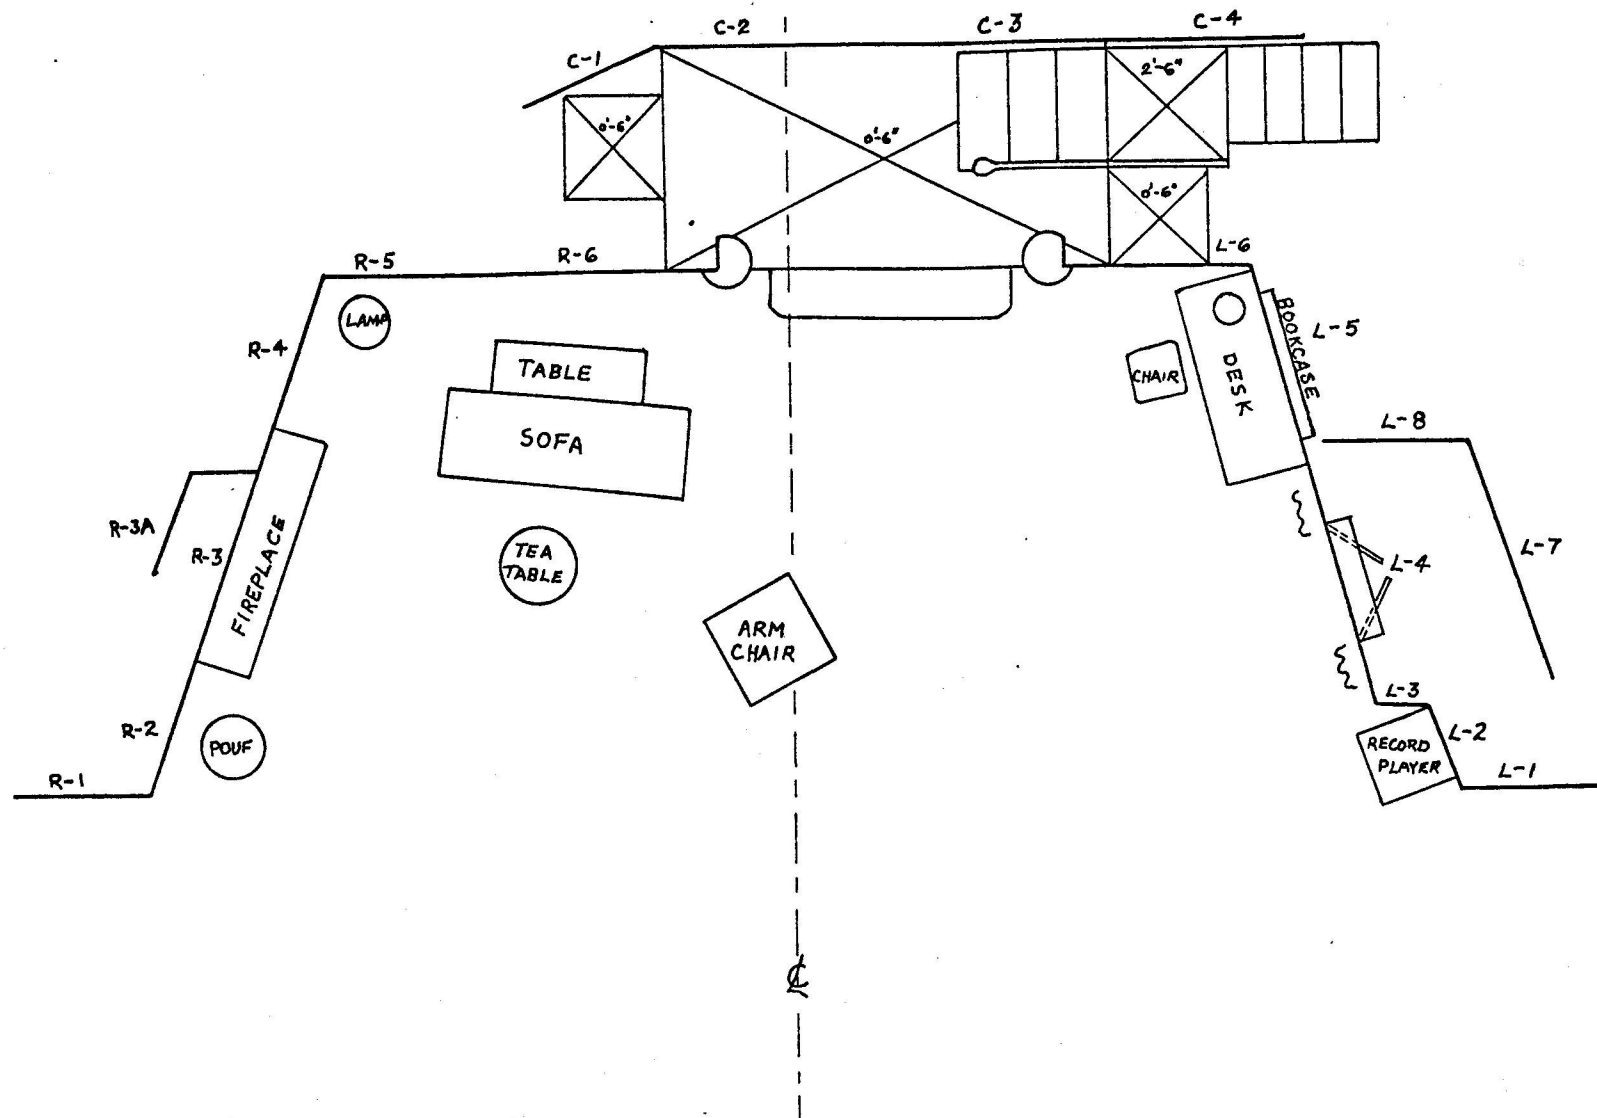 C-2
C-3
C-4
C-1
2'-6"
0'-6"
0'-6"
0'-6"
L-6
R-5
R-6
LAMP
R-4
TABLE
SOFA
CHAIR
DESK
BOOKCASE
L-5
L-8
R-3A
R-3
FIREPLACE
TEA
TABLE
L-4
L-7
ARM
CHAIR
L-3
R-2
POUF
L-2
RECORD
PLAYER
R-1
L-1
℄